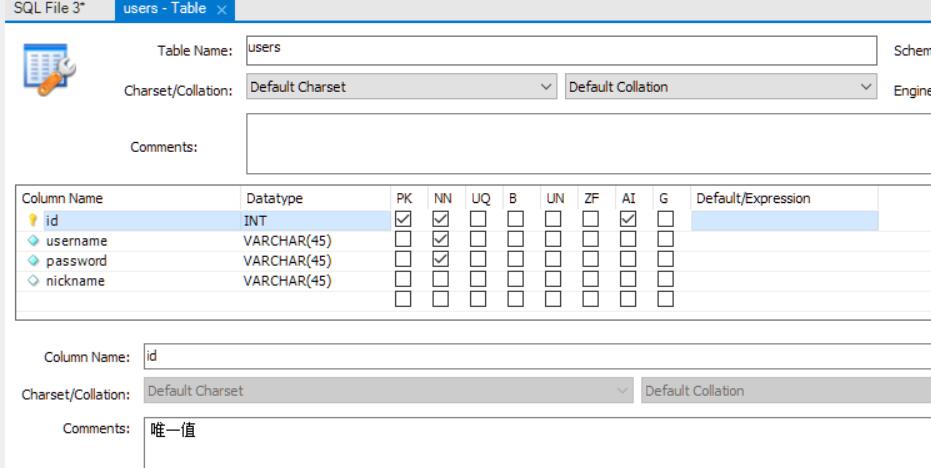 SQL File 3* users - Table ×
Table Name: users Schem
Charset/Collation: Default Charset Default Collation Engine
Comments:
Column Name Datatype PK NN UQ B UN ZF AI G Default/Expression
id INT
username VARCHAR(45)
password VARCHAR(45)
nickname VARCHAR(45)
Column Name: id
Charset/Collation: Default Charset Default Collation
Comments: 唯一值